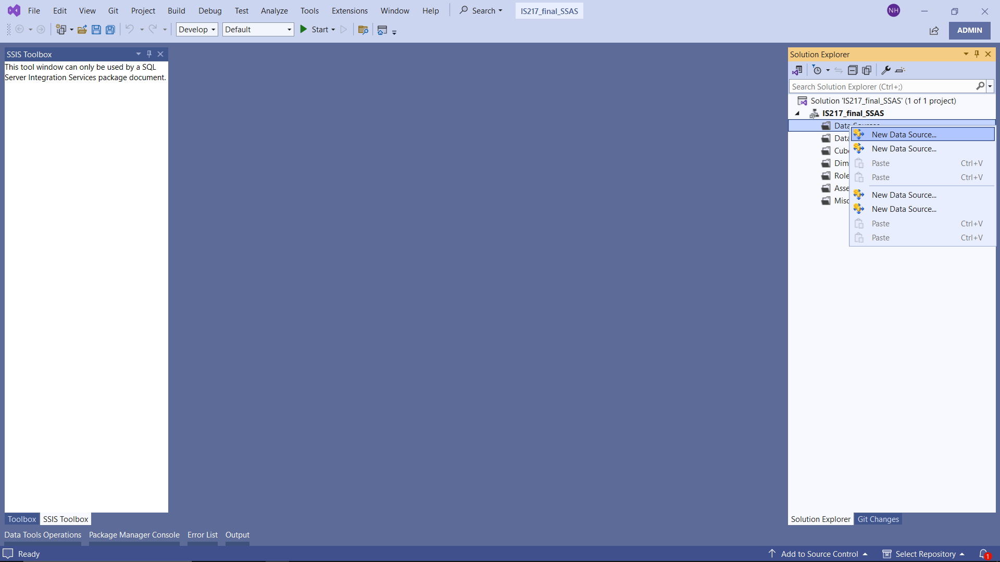 File Edit View Git Project Build Debug Test Analyze Tools Extensions Window Help Search IS217_final_SSAS NH
Develop Default Start ADMIN
SSIS Toolbox
This tool window can only be used by a SQL
Server Integration Services package document.
Solution Explorer
Search Solution Explorer (Ctrl+;)
Solution 'IS217_final_SSAS' (1 of 1 project)
IS217_final_SSAS
Data Sources
Data
New Data Source...
New Data Source...
Paste Ctrl+V
Paste Ctrl+V
New Data Source...
New Data Source...
Paste Ctrl+V
Paste Ctrl+V
Toolbox SSIS Toolbox
Solution Explorer Git Changes
Data Tools Operations Package Manager Console Error List Output
Ready Add to Source Control Select Repository 1